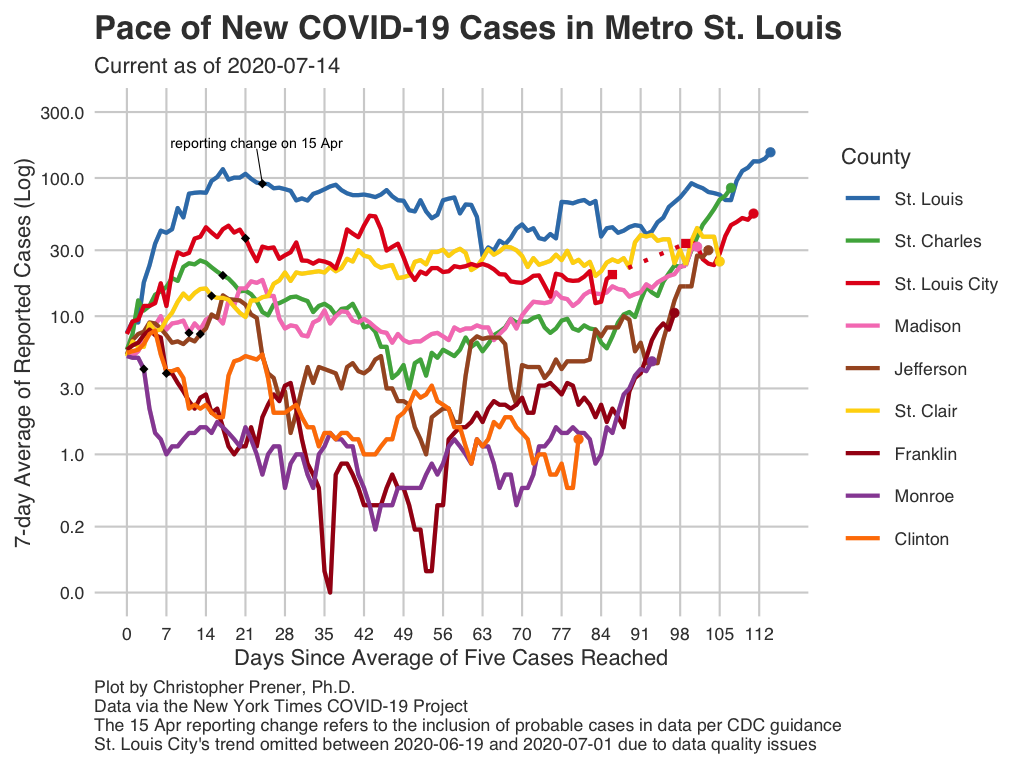 Pace of New COVID-19 Cases in Metro St. Louis
Current as of 2020-07-14
300.0
100.0
30.0
10.0
3.0
1.0
0.2
0.0
7-day Average of Reported Cases (Log)
reporting change on 15 Apr
0 7 14 21 28 35 42 49 56 63 70 77 84 91 98 105 112
Days Since Average of Five Cases Reached
County
St. Louis
St. Charles
St. Louis City
Madison
Jefferson
St. Clair
Franklin
Monroe
Clinton
Plot by Christopher Prener, Ph.D.
Data via the New York Times COVID-19 Project
The 15 Apr reporting change refers to the inclusion of probable cases in data per CDC guidance
St. Louis City's trend omitted between 2020-06-19 and 2020-07-01 due to data quality issues